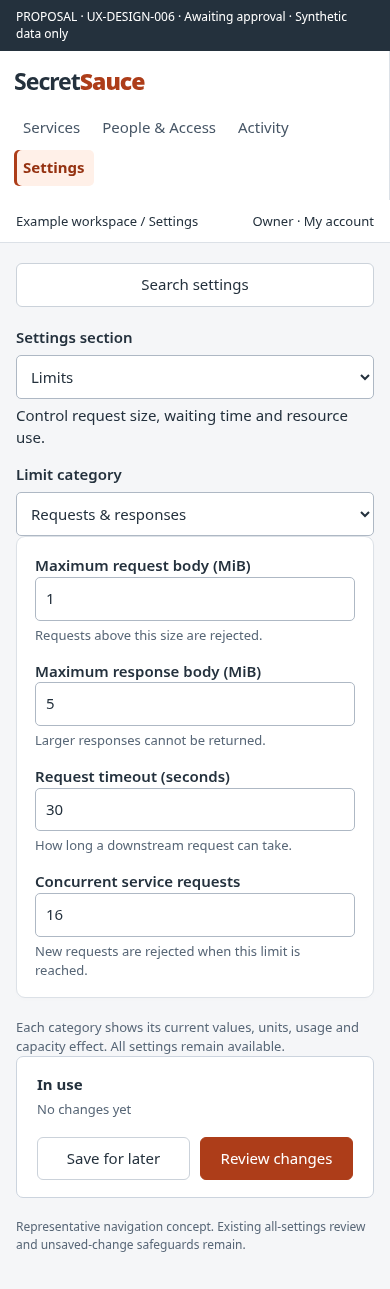 PROPOSAL · UX-DESIGN-006 · Awaiting approval · Synthetic
data only
SecretSauce
Services People & Access Activity
Settings
Example workspace / Settings Owner · My account
Search settings
Settings section
Limits
Control request size, waiting time and resource
use.
Limit category
Requests & responses
Maximum request body (MiB)
1
Requests above this size are rejected.
Maximum response body (MiB)
5
Larger responses cannot be returned.
Request timeout (seconds)
30
How long a downstream request can take.
Concurrent service requests
16
New requests are rejected when this limit is
reached.
Each category shows its current values, units, usage and
capacity effect. All settings remain available.
In use
No changes yet
Save for later Review changes
Representative navigation concept. Existing all-settings review
and unsaved-change safeguards remain.